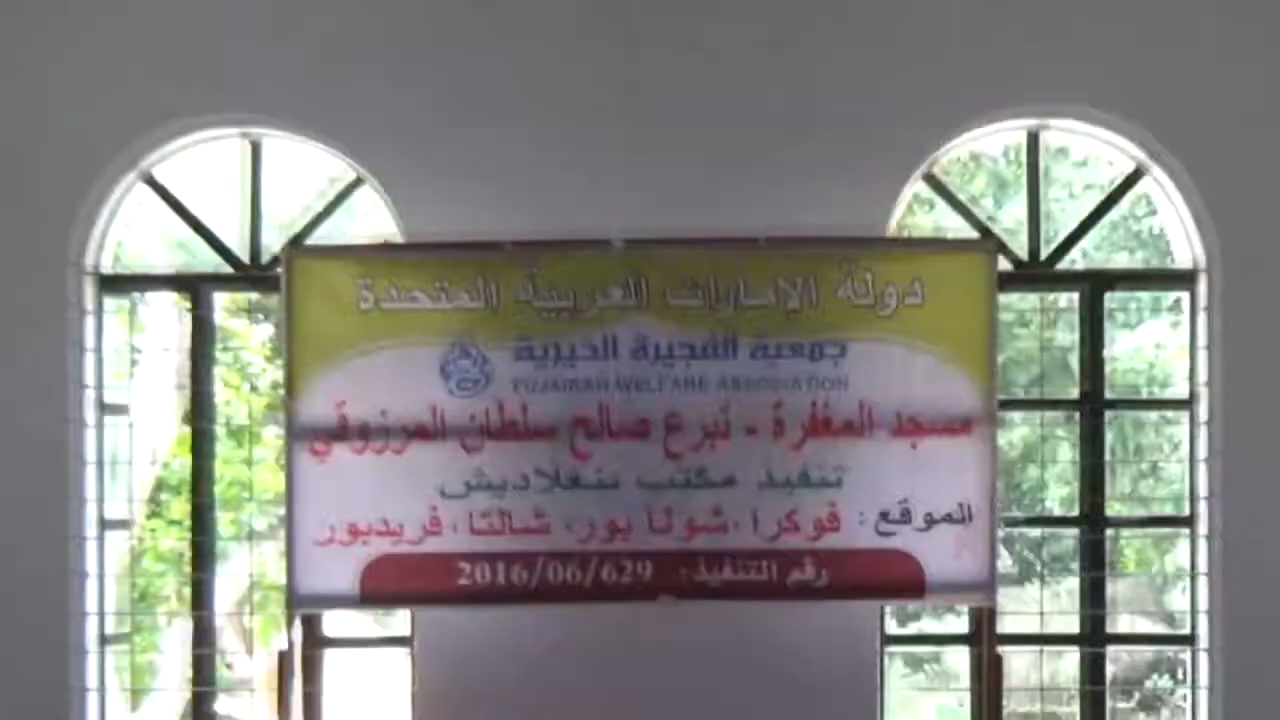 دولة الإمارات العربية المتحدة
جمعية الفجيرة الخيرية
FUJAIRAH WELFARE ASSOCIATION
مسجد المغفرة - تبرع صالح سلطان المرزوقي
تنفيذ مكتب بنغلاديش
الموقع: فوكرا، شونا بور، شالتا، فريدبور
رقم التنفيذ: 2016/06/629